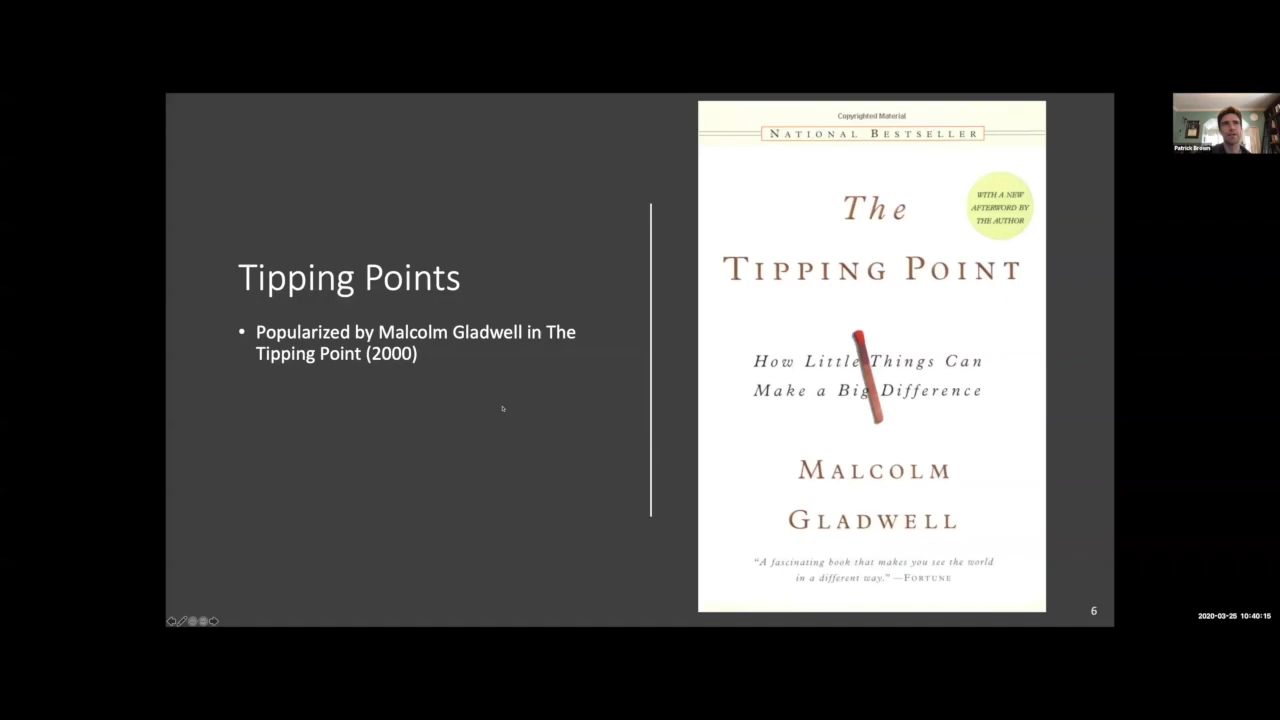 Tipping Points
• Popularized by Malcolm Gladwell in The
Tipping Point (2000)
Copyrighted Material
NATIONAL BESTSELLER
WITH A NEW
AFTERWORD BY
THE AUTHOR
The
TIPPING POINT
How Little Things Can
Make a Big Difference
MALCOLM
GLADWELL
"A fascinating book that makes you see the world
in a different way." —FORTUNE
6
Patrick Brown
2020-03-25 10:40:15